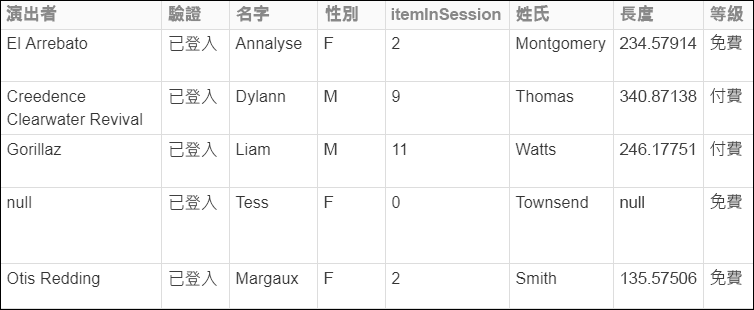 演出者 驗證 名字 性別 itemInSession 姓氏 長度 等級
El Arrebato 已登入 Annalyse F 2 Montgomery 234.57914 免費
Creedence 已登入 Dylann M 9 Thomas 340.87138 付費
Clearwater Revival
Gorillaz 已登入 Liam M 11 Watts 246.17751 付費
null 已登入 Tess F 0 Townsend null 免費
Otis Redding 已登入 Margaux F 2 Smith 135.57506 免費